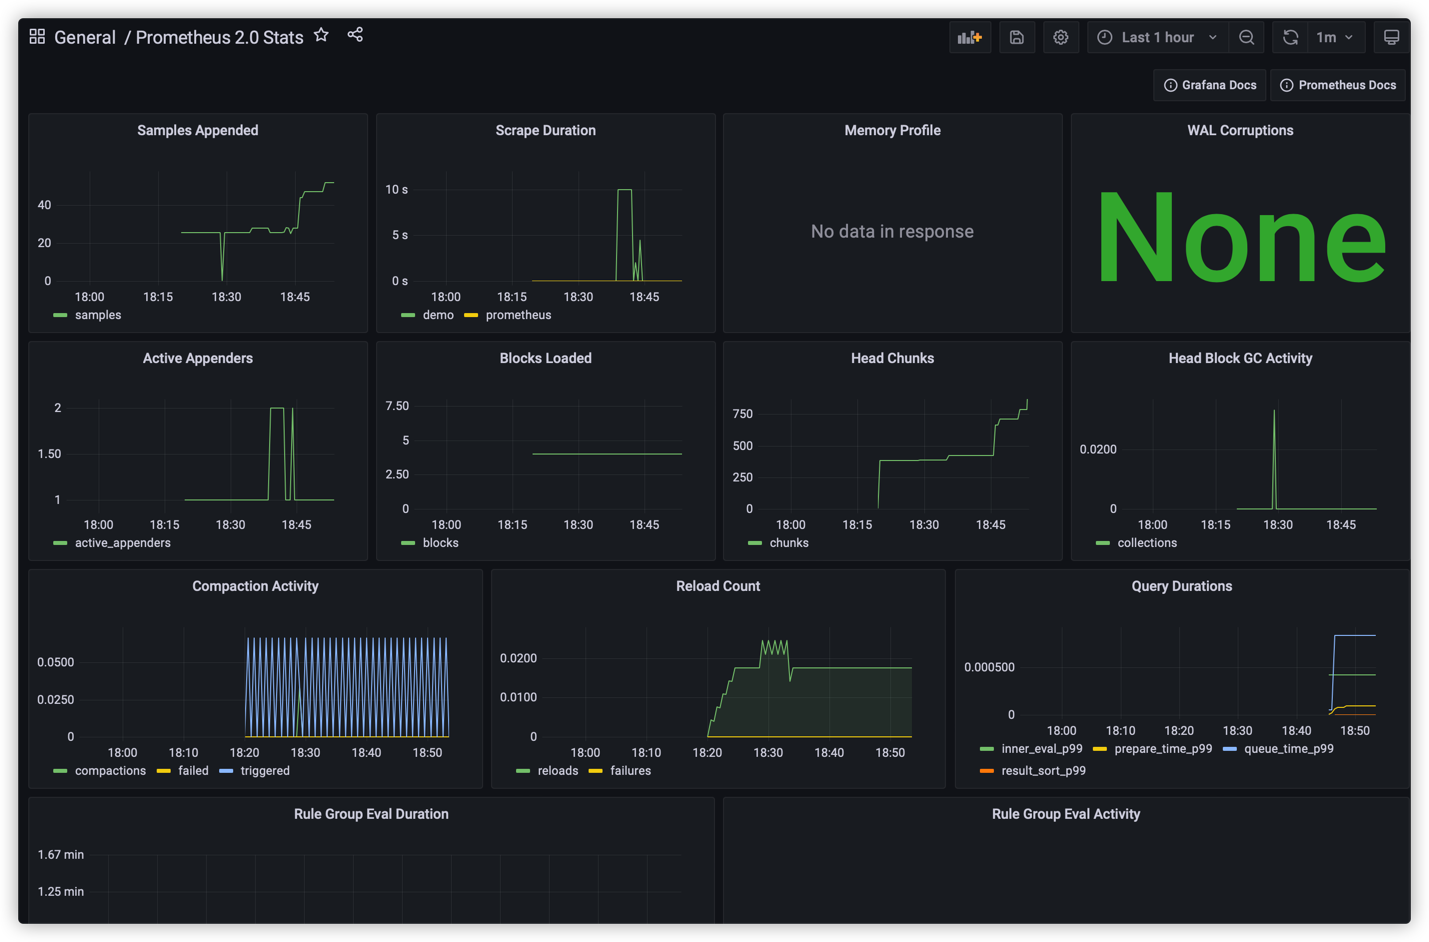 General / Prometheus 2.0 Stats
Last 1 hour
1m
Grafana Docs
Prometheus Docs
Samples Appended
40
20
0
18:00 18:15 18:30 18:45
samples
Scrape Duration
10 s
5 s
0 s
18:00 18:15 18:30 18:45
demo prometheus
Memory Profile
No data in response
WAL Corruptions
None
Active Appenders
2
1.50
1
18:00 18:15 18:30 18:45
active_appenders
Blocks Loaded
7.50
5
2.50
0
18:00 18:15 18:30 18:45
blocks
Head Chunks
750
500
250
0
18:00 18:15 18:30 18:45
chunks
Head Block GC Activity
0.0200
0
18:00 18:15 18:30 18:45
collections
Compaction Activity
0.0500
0.0250
0
18:00 18:10 18:20 18:30 18:40 18:50
compactions failed triggered
Reload Count
0.0200
0.0100
0
18:00 18:10 18:20 18:30 18:40 18:50
reloads failures
Query Durations
0.000500
0
18:00 18:10 18:20 18:30 18:40 18:50
inner_eval_p99 prepare_time_p99 queue_time_p99
result_sort_p99
Rule Group Eval Duration
1.67 min
1.25 min
Rule Group Eval Activity